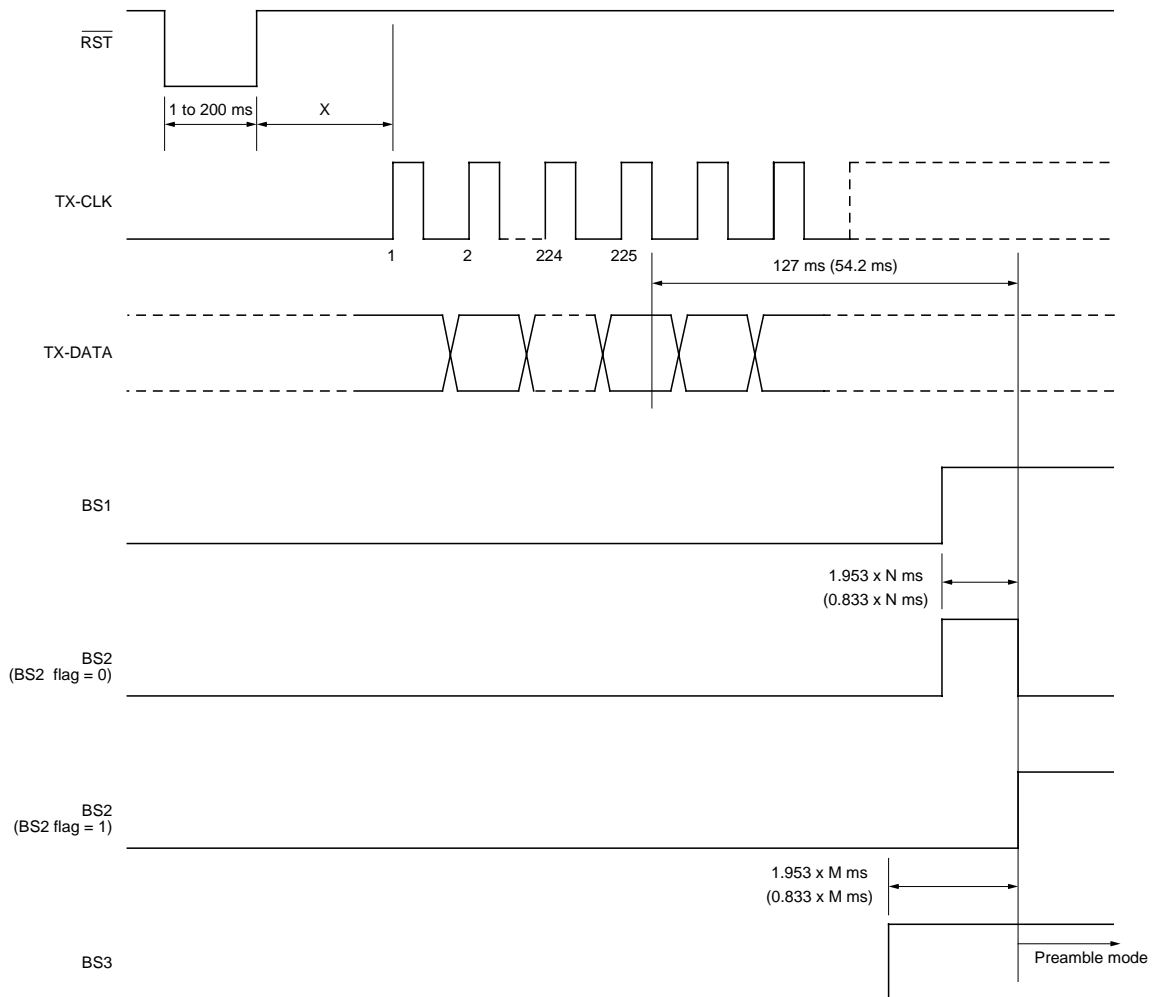 RST
1 to 200 ms
X
TX-CLK
1 2 224 225
127 ms (54.2 ms)
TX-DATA
BS1
1.953 x N ms
(0.833 x N ms)
BS2
(BS2 flag = 0)
BS2
(BS2 flag = 1)
1.953 x M ms
(0.833 x M ms)
BS3
Preamble mode